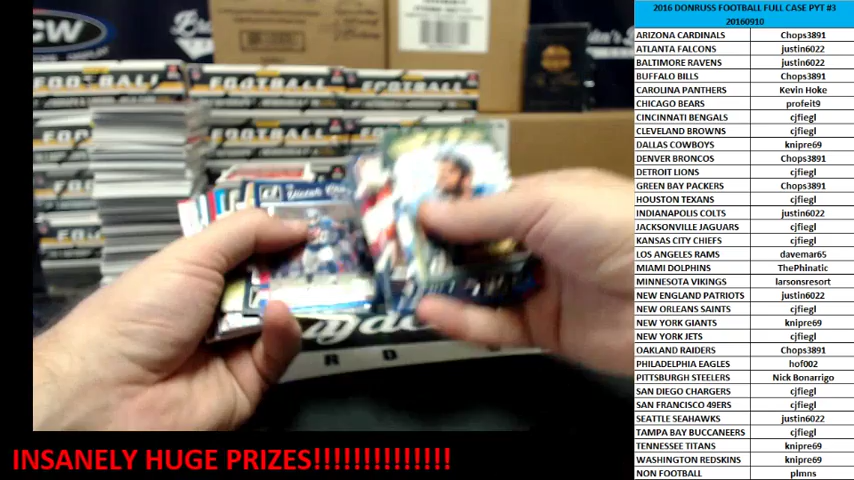 2016 DONRUSS FOOTBALL FULL CASE PYT #3
20160910
ARIZONA CARDINALS Chops3891
ATLANTA FALCONS justin6022
BALTIMORE RAVENS justin6022
BUFFALO BILLS Chops3891
CAROLINA PANTHERS Kevin Hoke
CHICAGO BEARS profeit9
CINCINNATI BENGALS cjfiegl
CLEVELAND BROWNS cjfiegl
DALLAS COWBOYS knipre69
DENVER BRONCOS Chops3891
DETROIT LIONS cjfiegl
GREEN BAY PACKERS Chops3891
HOUSTON TEXANS cjfiegl
INDIANAPOLIS COLTS justin6022
JACKSONVILLE JAGUARS cjfiegl
KANSAS CITY CHIEFS cjfiegl
LOS ANGELES RAMS davemar65
MIAMI DOLPHINS ThePhinatic
MINNESOTA VIKINGS larsonsresort
NEW ENGLAND PATRIOTS justin6022
NEW ORLEANS SAINTS cjfiegl
NEW YORK GIANTS knipre69
NEW YORK JETS cjfiegl
OAKLAND RAIDERS Chops3891
PHILADELPHIA EAGLES hof002
PITTSBURGH STEELERS Nick Bonarrigo
SAN DIEGO CHARGERS cjfiegl
SAN FRANCISCO 49ERS cjfiegl
SEATTLE SEAHAWKS justin6022
TAMPA BAY BUCCANEERS cjfiegl
TENNESSEE TITANS knipre69
WASHINGTON REDSKINS knipre69
NON FOOTBALL plmns
CW
FOOTBALL
FOOTBALL
FOOTBALL
INSANELY HUGE PRIZES!!!!!!!!!!!!!!